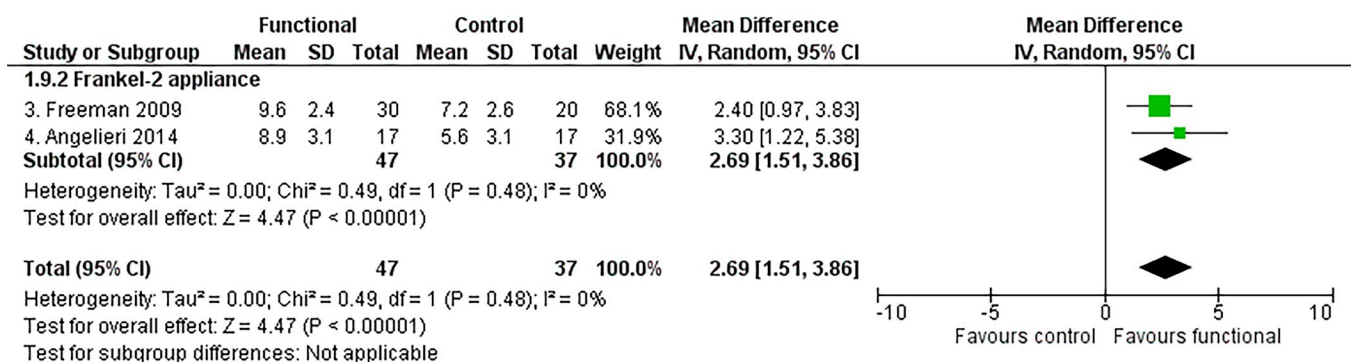 Functional Control Mean Difference Mean Difference
Study or Subgroup Mean SD Total Mean SD Total Weight IV, Random, 95% CI IV, Random, 95% CI
1.9.2 Frankel-2 appliance
3. Freeman 2009 9.6 2.4 30 7.2 2.6 20 68.1% 2.40 [0.97, 3.83]
4. Angelieri 2014 8.9 3.1 17 5.6 3.1 17 31.9% 3.30 [1.22, 5.38]
Subtotal (95% CI) 47 37 100.0% 2.69 [1.51, 3.86]
Heterogeneity: Tau² = 0.00; Chi² = 0.49, df = 1 (P = 0.48); I² = 0%
Test for overall effect: Z = 4.47 (P < 0.00001)
Total (95% CI) 47 37 100.0% 2.69 [1.51, 3.86]
Heterogeneity: Tau² = 0.00; Chi² = 0.49, df = 1 (P = 0.48); I² = 0%
Test for overall effect: Z = 4.47 (P < 0.00001)
Test for subgroup differences: Not applicable
-10 -5 0 5 10
Favours control Favours functional